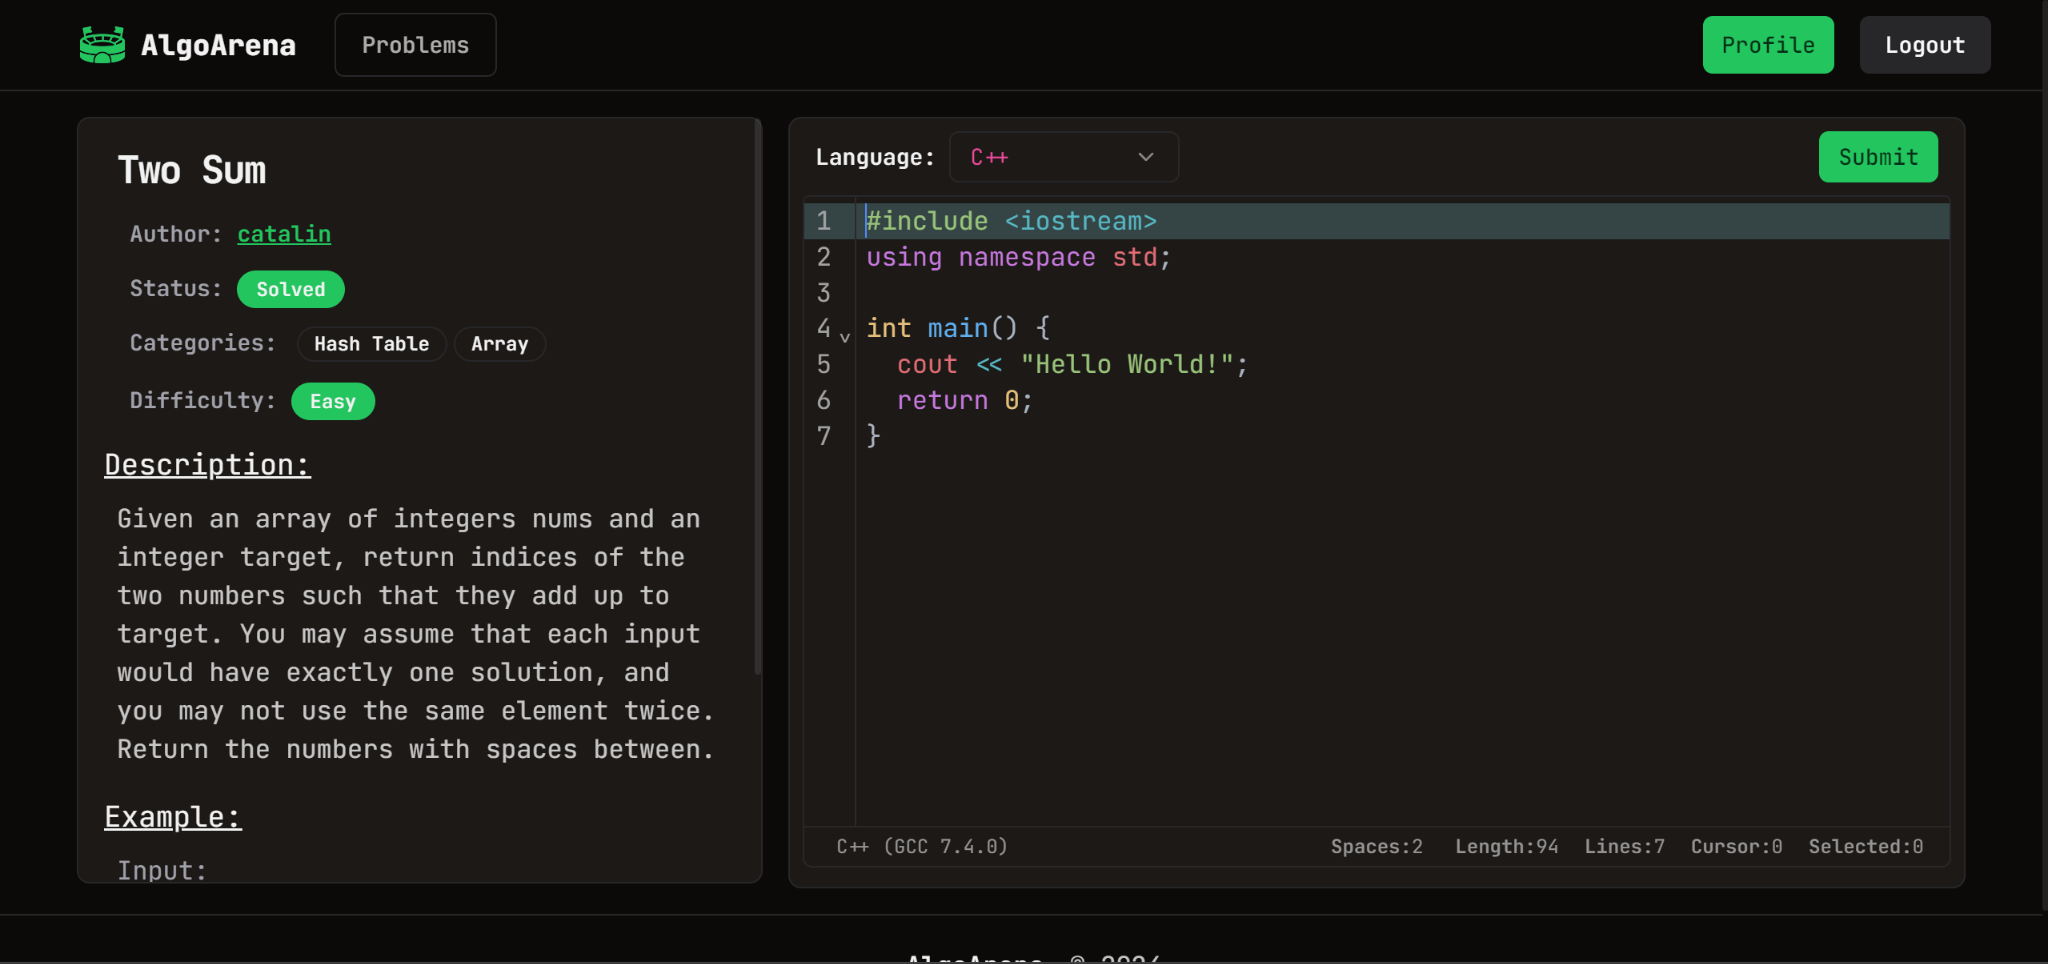 AlgoArena
Problems
Profile
Logout
Two Sum
Author: catalin
Status: Solved
Categories: Hash Table Array
Difficulty: Easy
Description:
Given an array of integers nums and an
integer target, return indices of the
two numbers such that they add up to
target. You may assume that each input
would have exactly one solution, and
you may not use the same element twice.
Return the numbers with spaces between.
Example:
Input:
Language: C++
Submit
1 #include <iostream>
2 using namespace std;
3
4 int main() {
5   cout << "Hello World!";
6   return 0;
7 }
C++ (GCC 7.4.0)
Spaces:2 Length:94 Lines:7 Cursor:0 Selected:0
AlgoArena © 2024